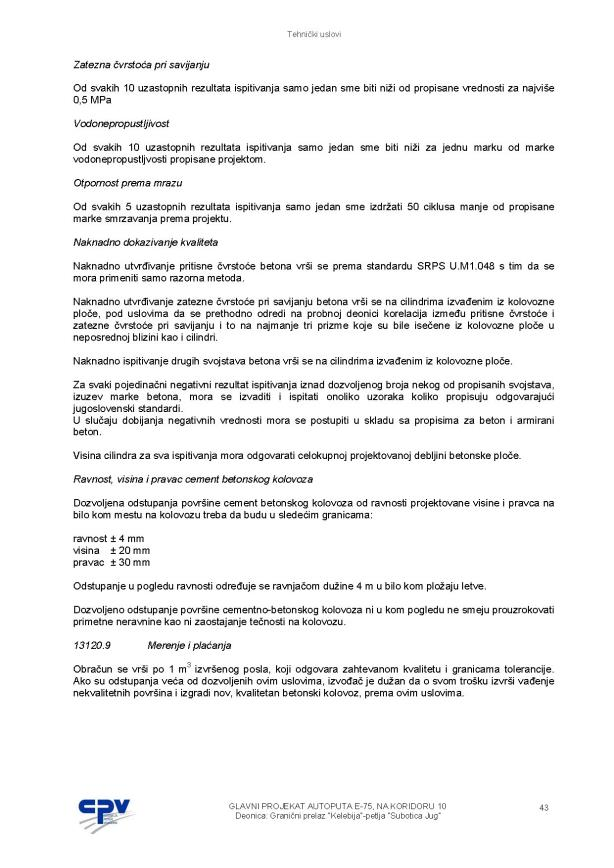 Tehnički uslovi
Zatezna čvrstoća pri savijanju
Od svakih 10 uzastopnih rezultata ispitivanja samo jedan sme biti niži od propisane vrednosti za najviše
0,5 MPa
Vodonepropustljivost
Od svakih 10 uzastopnih rezultata ispitivanja samo jedan sme biti niži za jednu marku od marke
vodonepropustljvosti propisane projektom.
Otpornost prema mrazu
Od svakih 5 uzastopnih rezultata ispitivanja samo jedan sme izdržati 50 ciklusa manje od propisane
marke smrzavanja prema projektu.
Naknadno dokazivanje kvaliteta
Naknadno utvrđivanje pritisne čvrstoće betona vrši se prema standardu SRPS U.M1.048 s tim da se
mora primeniti samo razorna metoda.
Naknadno utvrđivanje zatezne čvrstoće pri savijanju betona vrši se na cilindrima izvađenim iz kolovozne
ploče, pod uslovima da se prethodno odredi na probnoj deonici korelacija između pritisne čvrstoće i
zatezne čvrstoće pri savijanju i to na najmanje tri prizme koje su bile isečene iz kolovozne ploče u
neposrednoj blizini kao i cilindri.
Naknadno ispitivanje drugih svojstava betona vrši se na cilindrima izvađenim iz kolovozne ploče.
Za svaki pojedinačni negativni rezultat ispitivanja iznad dozvoljenog broja nekog od propisanih svojstava,
izuzev marke betona, mora se izvaditi i ispitati onoliko uzoraka koliko propisuju odgovarajući
jugoslovenski standardi.
U slučaju dobijanja negativnih vrednosti mora se postupiti u skladu sa propisima za beton i armirani
beton.
Visina cilindra za sva ispitivanja mora odgovarati celokupnoj projektovanoj debljini betonske ploče.
Ravnost, visina i pravac cement betonskog kolovoza
Dozvoljena odstupanja površine cement betonskog kolovoza od ravnosti projektovane visine i pravca na
bilo kom mestu na kolovozu treba da budu u sledećim granicama:
ravnost ± 4 mm
visina ± 20 mm
pravac ± 30 mm
Odstupanje u pogledu ravnosti određuje se ravnjačom dužine 4 m u bilo kom pložaju letve.
Dozvoljeno odstupanje površine cementno-betonskog kolovoza ni u kom pogledu ne smeju prouzrokovati
primetne neravnine kao ni zaostajanje tečnosti na kolovozu.
13120.9 Merenje i plaćanja
Obračun se vrši po 1 m³ izvršenog posla, koji odgovara zahtevanom kvalitetu i granicama tolerancije.
Ako su odstupanja veća od dozvoljenih ovim uslovima, izvođač je dužan da o svom trošku izvrši vađenje
nekvalitetnih površina i izgradi nov, kvalitetan betonski kolovoz, prema ovim uslovima.
CPV
GLAVNI PROJEKAT AUTOPUTA E-75, NA KORIDORU 10
Deonica: Granični prelaz "Kelebija"-petlja "Subotica Jug"
43